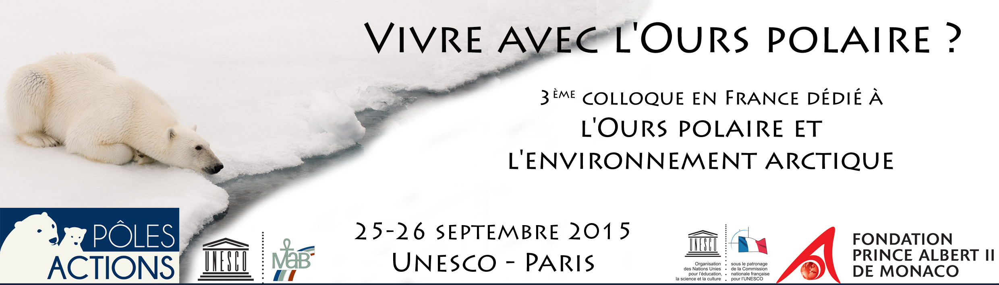 Vivre avec l'Ours polaire ?
3ème colloque en France dédié à
l'Ours polaire et
l'environnement arctique
25-26 septembre 2015
Unesco - Paris
PÔLES
ACTIONS
UNESCO
MaB
UNESCO
Organisation
des Nations Unies
pour l'éducation,
la science et la culture
sous le patronage
de la Commission
nationale française
pour l'UNESCO
FONDATION
PRINCE ALBERT II
DE MONACO